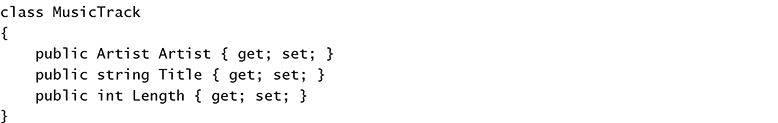 class MusicTrack
{
    public Artist Artist { get; set; }
    public string Title { get; set; }
    public int Length { get; set; }
}